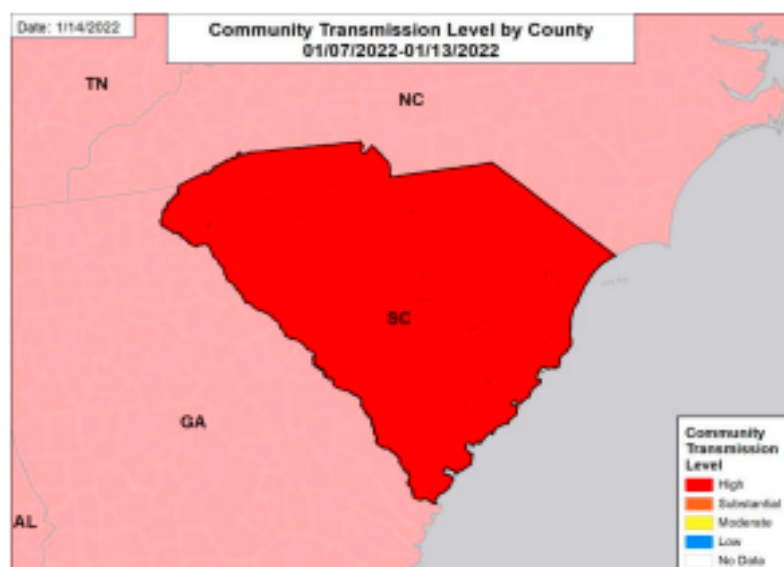 Date: 1/14/2022
Community Transmission Level by County
01/07/2022-01/13/2022
TN
NC
SC
GA
AL
Community
Transmission
Level
High
Substantial
Moderate
Low
No Data